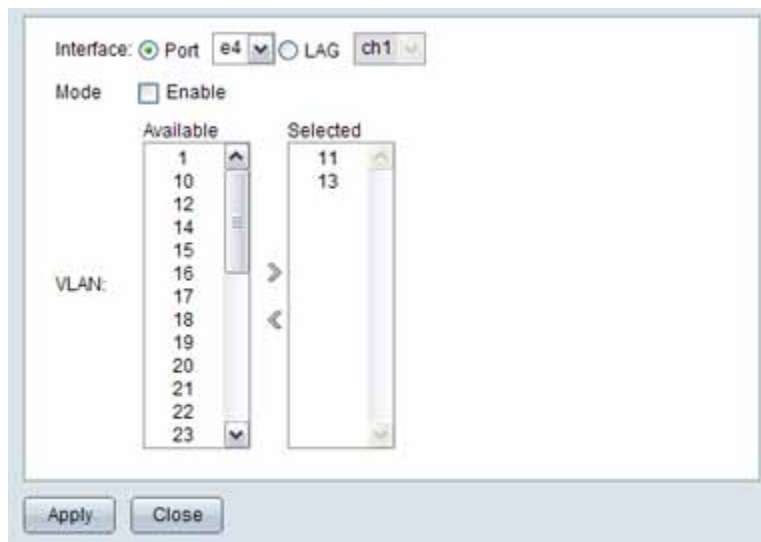 Interface: Port e4 LAG ch1
Mode Enable
Available Selected
1 11
10 13
12
14
15
VLAN: 16
17
18
19
20
21
22
23
Apply Close